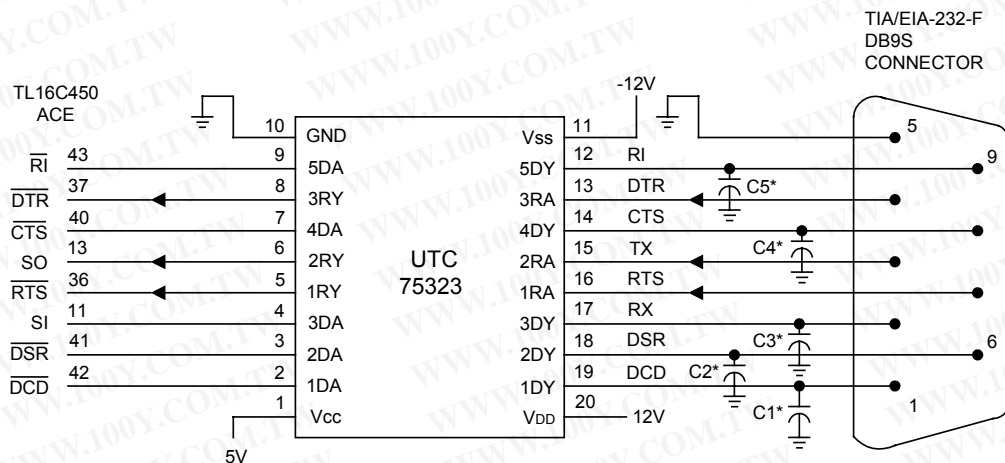 TIA/EIA-232-F
DB9S
CONNECTOR
TL16C450
ACE
-12V
10 GND Vss 11 5
RI 43 9 5DA 5DY 12 RI C5* 9
DTR 37 8 3RY 3RA 13 DTR
CTS 40 7 4DA 4DY 14 CTS C4*
SO 13 6 2RY 2RA 15 TX
UTC
75323
RTS 36 5 1RY 1RA 16 RTS
SI 11 4 3DA 3DY 17 RX C3*
DSR 41 3 2DA 2DY 18 DSR C2* 6
DCD 42 2 1DA 1DY 19 DCD C1* 1
1 Vcc VDD 20 12V
5V
WWW.100Y.COM.TW